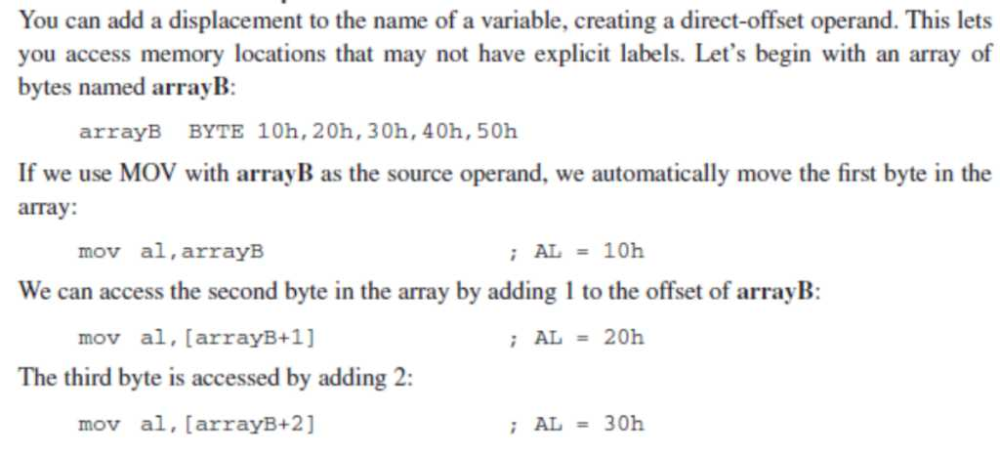 You can add a displacement to the name of a variable, creating a direct-offset operand. This lets
you access memory locations that may not have explicit labels. Let's begin with an array of
bytes named arrayB:
arrayB BYTE 10h,20h,30h,40h,50h
If we use MOV with arrayB as the source operand, we automatically move the first byte in the
array:
mov al,arrayB ; AL = 10h
We can access the second byte in the array by adding 1 to the offset of arrayB:
mov al,[arrayB+1] ; AL = 20h
The third byte is accessed by adding 2:
mov al,[arrayB+2] ; AL = 30h